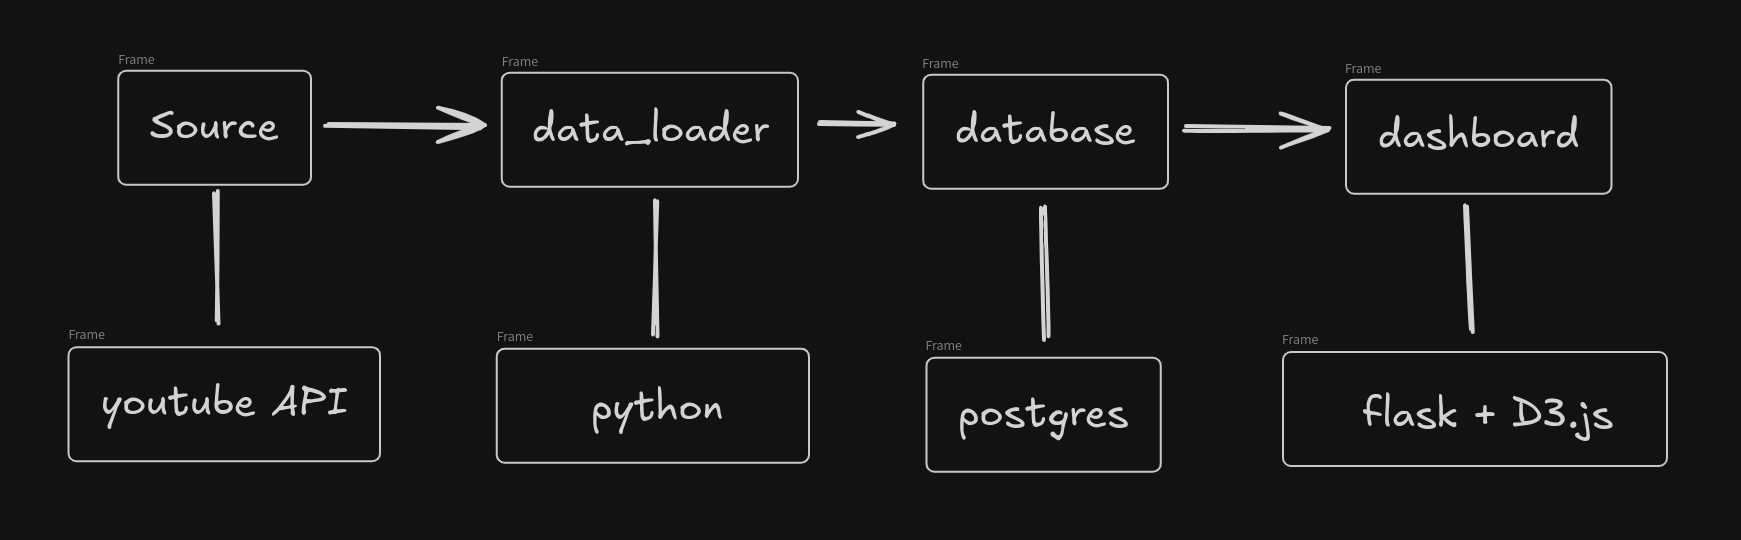 Frame
Frame
Frame
Frame
Source
data_loader
database
dashboard
Frame
Frame
Frame
Frame
youtube API
python
postgres
flask + D3.js